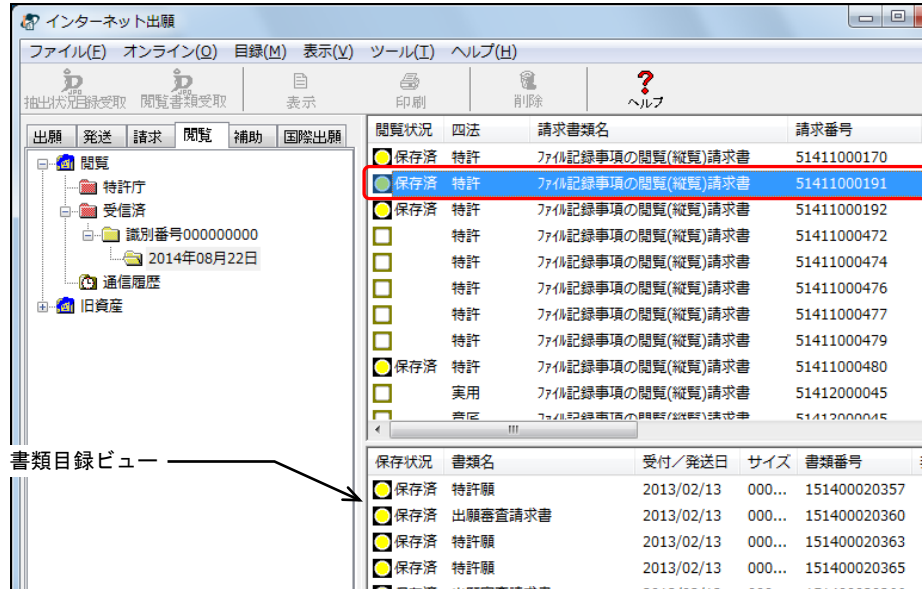 インターネット出願
ファイル(F) オンライン(O) 目録(M) 表示(V) ツール(T) ヘルプ(H)
抽出状況目録受取 閲覧書類受取 表示 印刷 削除 ヘルプ
出願 発送 請求 閲覧 補助 国際出願
閲覧
特許庁
受信済
識別番号000000000
2014年08月22日
通信履歴
旧資産
閲覧状況 四法 請求書類名 請求番号
保存済 特許 ファイル記録事項の閲覧(縦覧)請求書 51411000170
保存済 特許 ファイル記録事項の閲覧(縦覧)請求書 51411000191
保存済 特許 ファイル記録事項の閲覧(縦覧)請求書 51411000192
特許 ファイル記録事項の閲覧(縦覧)請求書 51411000472
特許 ファイル記録事項の閲覧(縦覧)請求書 51411000474
特許 ファイル記録事項の閲覧(縦覧)請求書 51411000476
特許 ファイル記録事項の閲覧(縦覧)請求書 51411000477
特許 ファイル記録事項の閲覧(縦覧)請求書 51411000479
保存済 特許 ファイル記録事項の閲覧(縦覧)請求書 51411000480
実用 ファイル記録事項の閲覧(縦覧)請求書 51412000045
意匠 ファイル記録事項の閲覧(縦覧)請求書 51413000045
書類目録ビュー
保存状況 書類名 受付／発送日 サイズ 書類番号
保存済 特許願 2013/02/13 000... 151400020357
保存済 出願審査請求書 2013/02/13 000... 151400020360
保存済 特許願 2013/02/13 000... 151400020363
保存済 特許願 2013/02/13 000... 151400020365